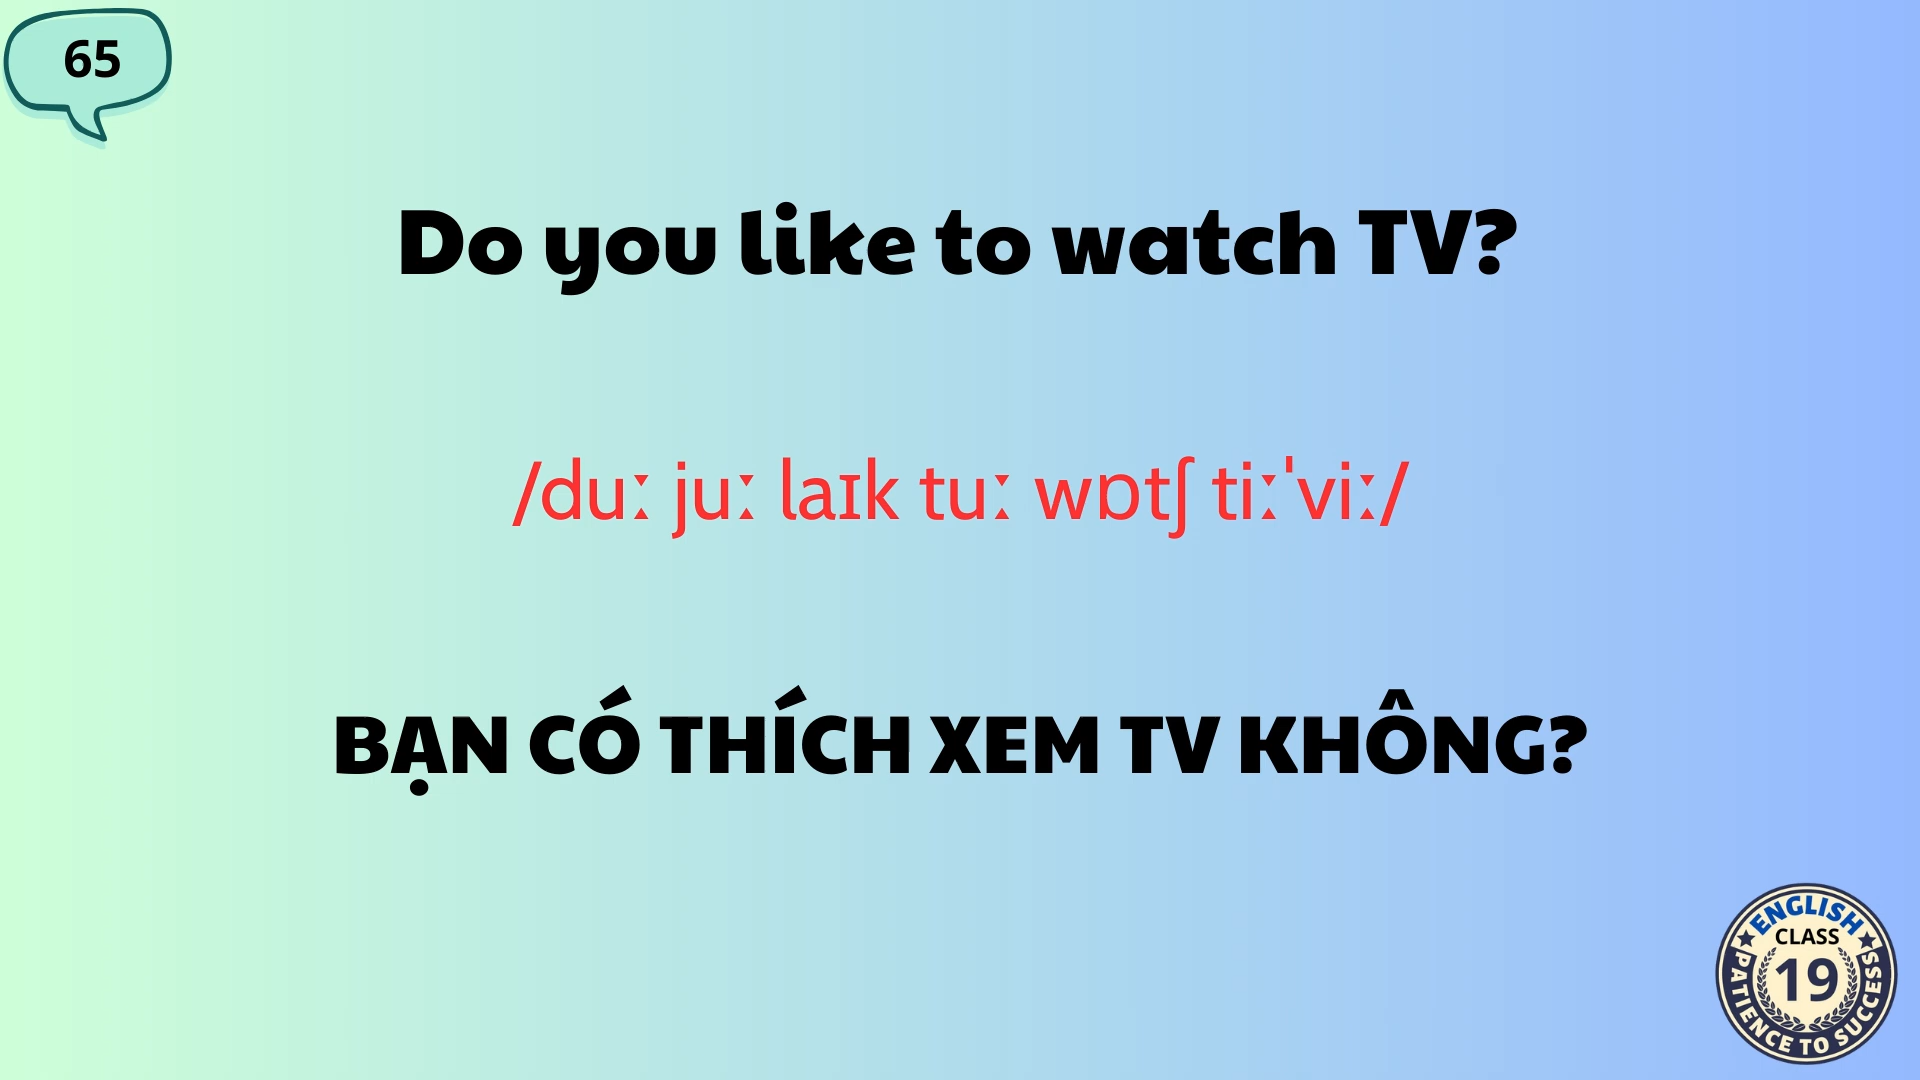 65
Do you like to watch TV?
/duː juː laɪk tuː wɒtʃ tiːˈviː/
BẠN CÓ THÍCH XEM TV KHÔNG?
ENGLISH
CLASS
19
PATIENCE TO SUCCESS